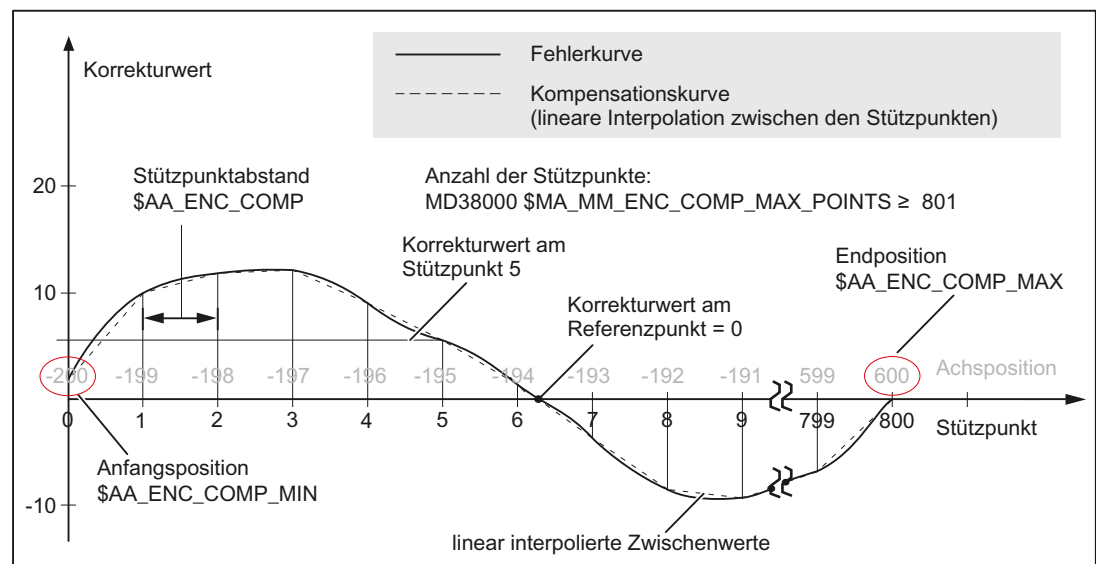 Korrekturwert
Fehlerkurve
Kompensationskurve
(lineare Interpolation zwischen den Stützpunkten)
20
Stützpunktabstand
$AA_ENC_COMP
Anzahl der Stützpunkte:
MD38000 $MA_MM_ENC_COMP_MAX_POINTS ≥ 801
Korrekturwert am
Stützpunkt 5
Endposition
$AA_ENC_COMP_MAX
10
Korrekturwert am
Referenzpunkt = 0
-200 -199 -198 -197 -196 -195 -194 -193 -192 -191 599 600 Achsposition
0 1 2 3 4 5 6 7 8 9 799 800 Stützpunkt
Anfangsposition
$AA_ENC_COMP_MIN
-10
linear interpolierte Zwischenwerte